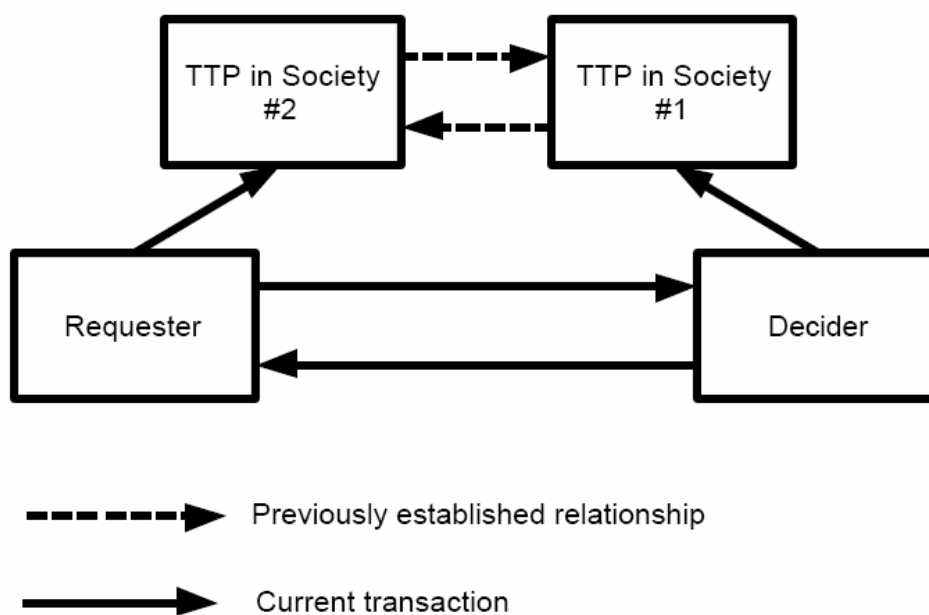 TTP in Society
#2
TTP in Society
#1
Requester
Decider
Previously established relationship
Current transaction